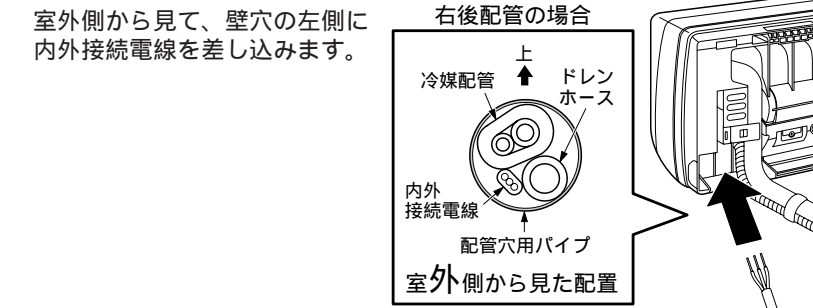 室外側から見て、壁穴の左側に
内外接続電線を差し込みます。
右後配管の場合
上
冷媒配管
ドレン
ホース
内外
接続電線
配管穴用パイプ
室外側から見た配置